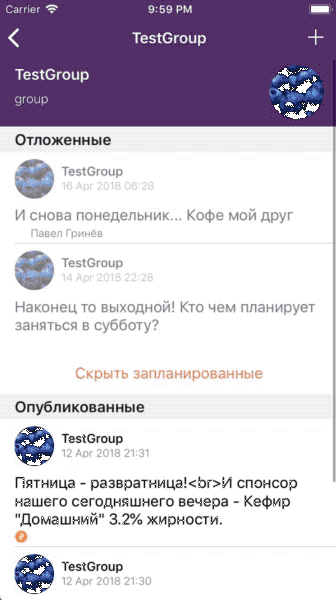 Carrier 9:59 PM
TestGroup
TestGroup
group
Отложенные
TestGroup
16 Apr 2018 06:28
И снова понедельник... Кофе мой друг
Павел Гринёв
TestGroup
14 Apr 2018 22:28
Наконец то выходной! Кто чем планирует
заняться в субботу?
Скрыть запланированные
Опубликованные
TestGroup
12 Apr 2018 21:31
Пятница - развратница!<br>И спонсор
нашего сегодняшнего вечера - Кефир
"Домашний" 3.2% жирности.
₽
TestGroup
12 Apr 2018 21:30